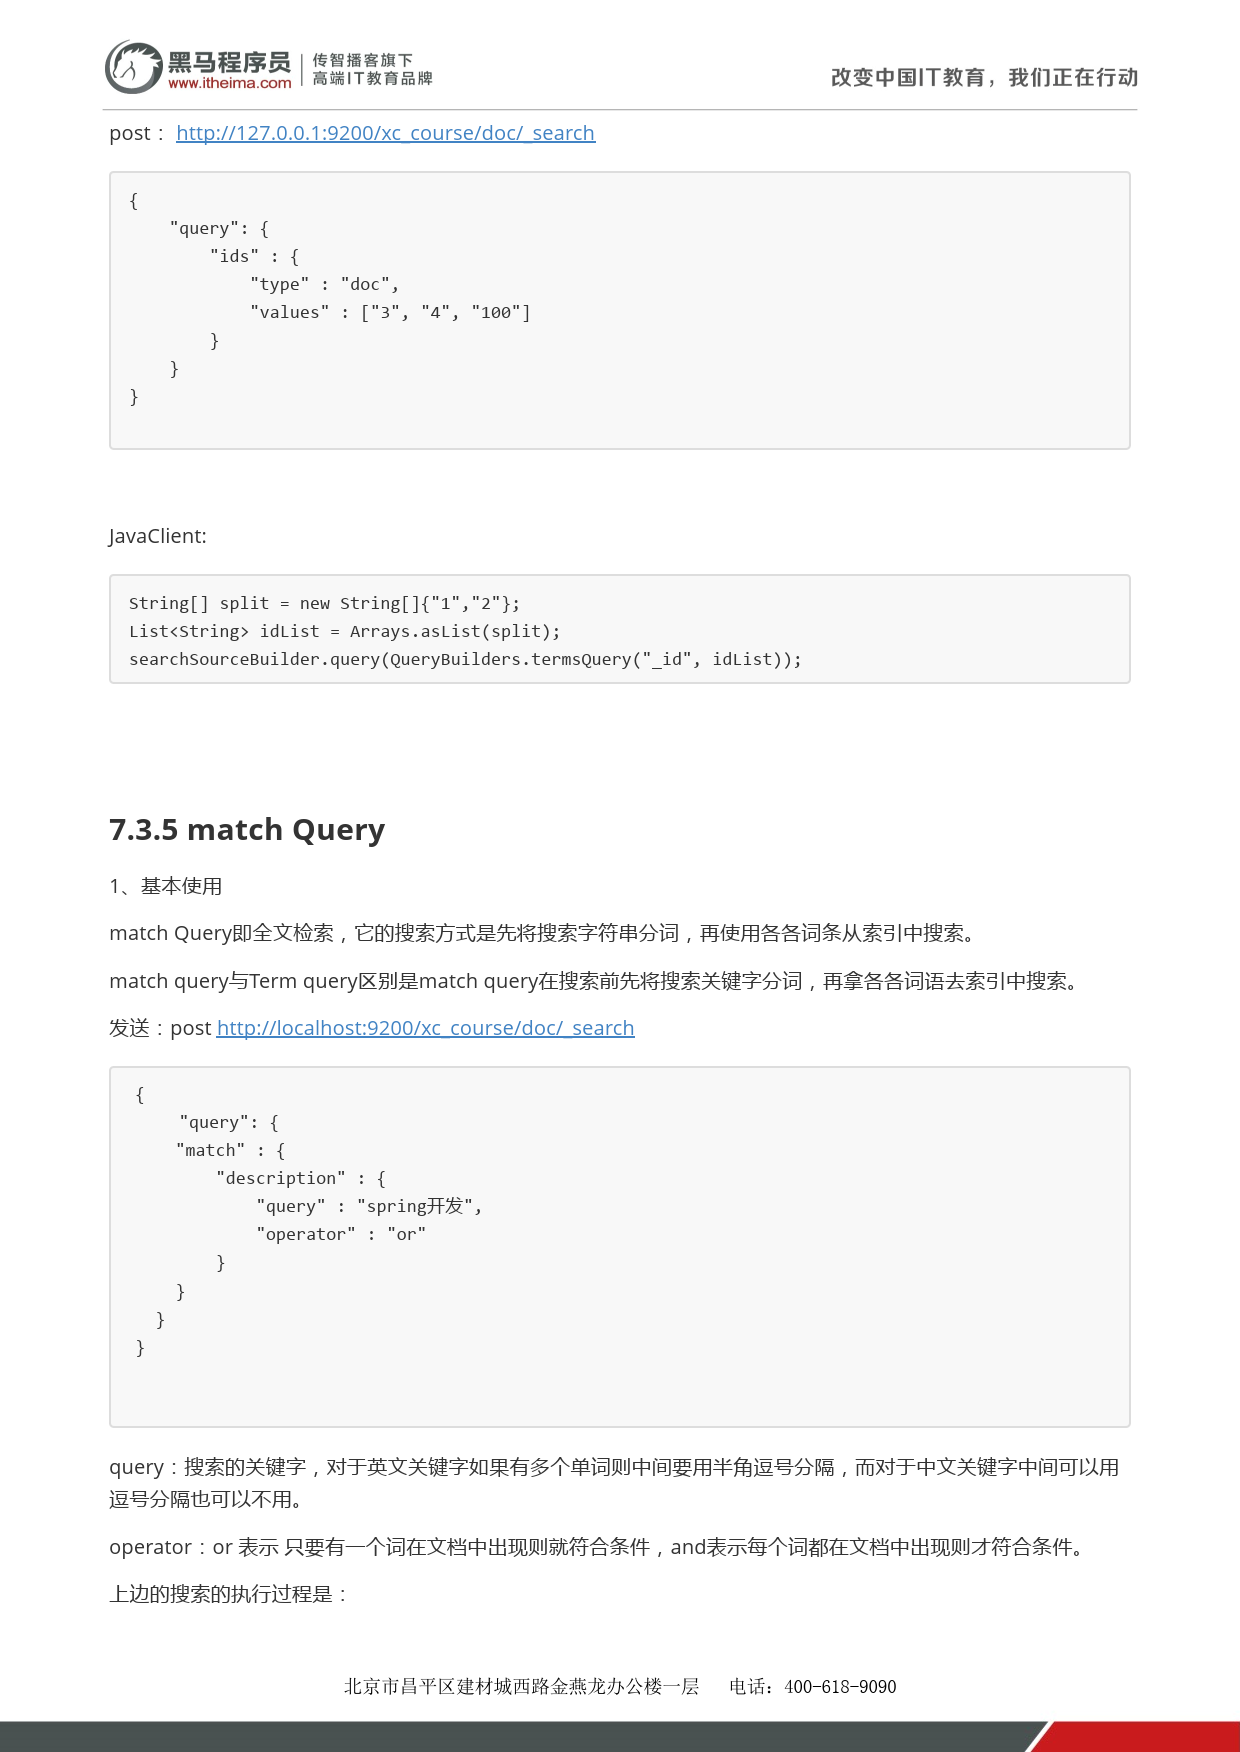 黑马程序员
www.itheima.com
传智播客旗下
高端IT教育品牌
改变中国IT教育，我们正在行动
post： http://127.0.0.1:9200/xc_course/doc/_search
{
    "query": {
        "ids" : {
            "type" : "doc",
            "values" : ["3", "4", "100"]
        }
    }
}
JavaClient:
String[] split = new String[]{"1","2"};
List<String> idList = Arrays.asList(split);
searchSourceBuilder.query(QueryBuilders.termsQuery("_id", idList));
7.3.5 match Query
1、基本使用
match Query即全文检索，它的搜索方式是先将搜索字符串分词，再使用各各词条从索引中搜索。
match query与Term query区别是match query在搜索前先将搜索关键字分词，再拿各各词语去索引中搜索。
发送：post http://localhost:9200/xc_course/doc/_search
{
    "query": {
    "match" : {
        "description" : {
            "query" : "spring开发",
            "operator" : "or"
        }
    }
  }
}
query：搜索的关键字，对于英文关键字如果有多个单词则中间要用半角逗号分隔，而对于中文关键字中间可以用
逗号分隔也可以不用。
operator：or 表示 只要有一个词在文档中出现则就符合条件，and表示每个词都在文档中出现则才符合条件。
上边的搜索的执行过程是：
北京市昌平区建材城西路金燕龙办公楼一层 电话：400-618-9090